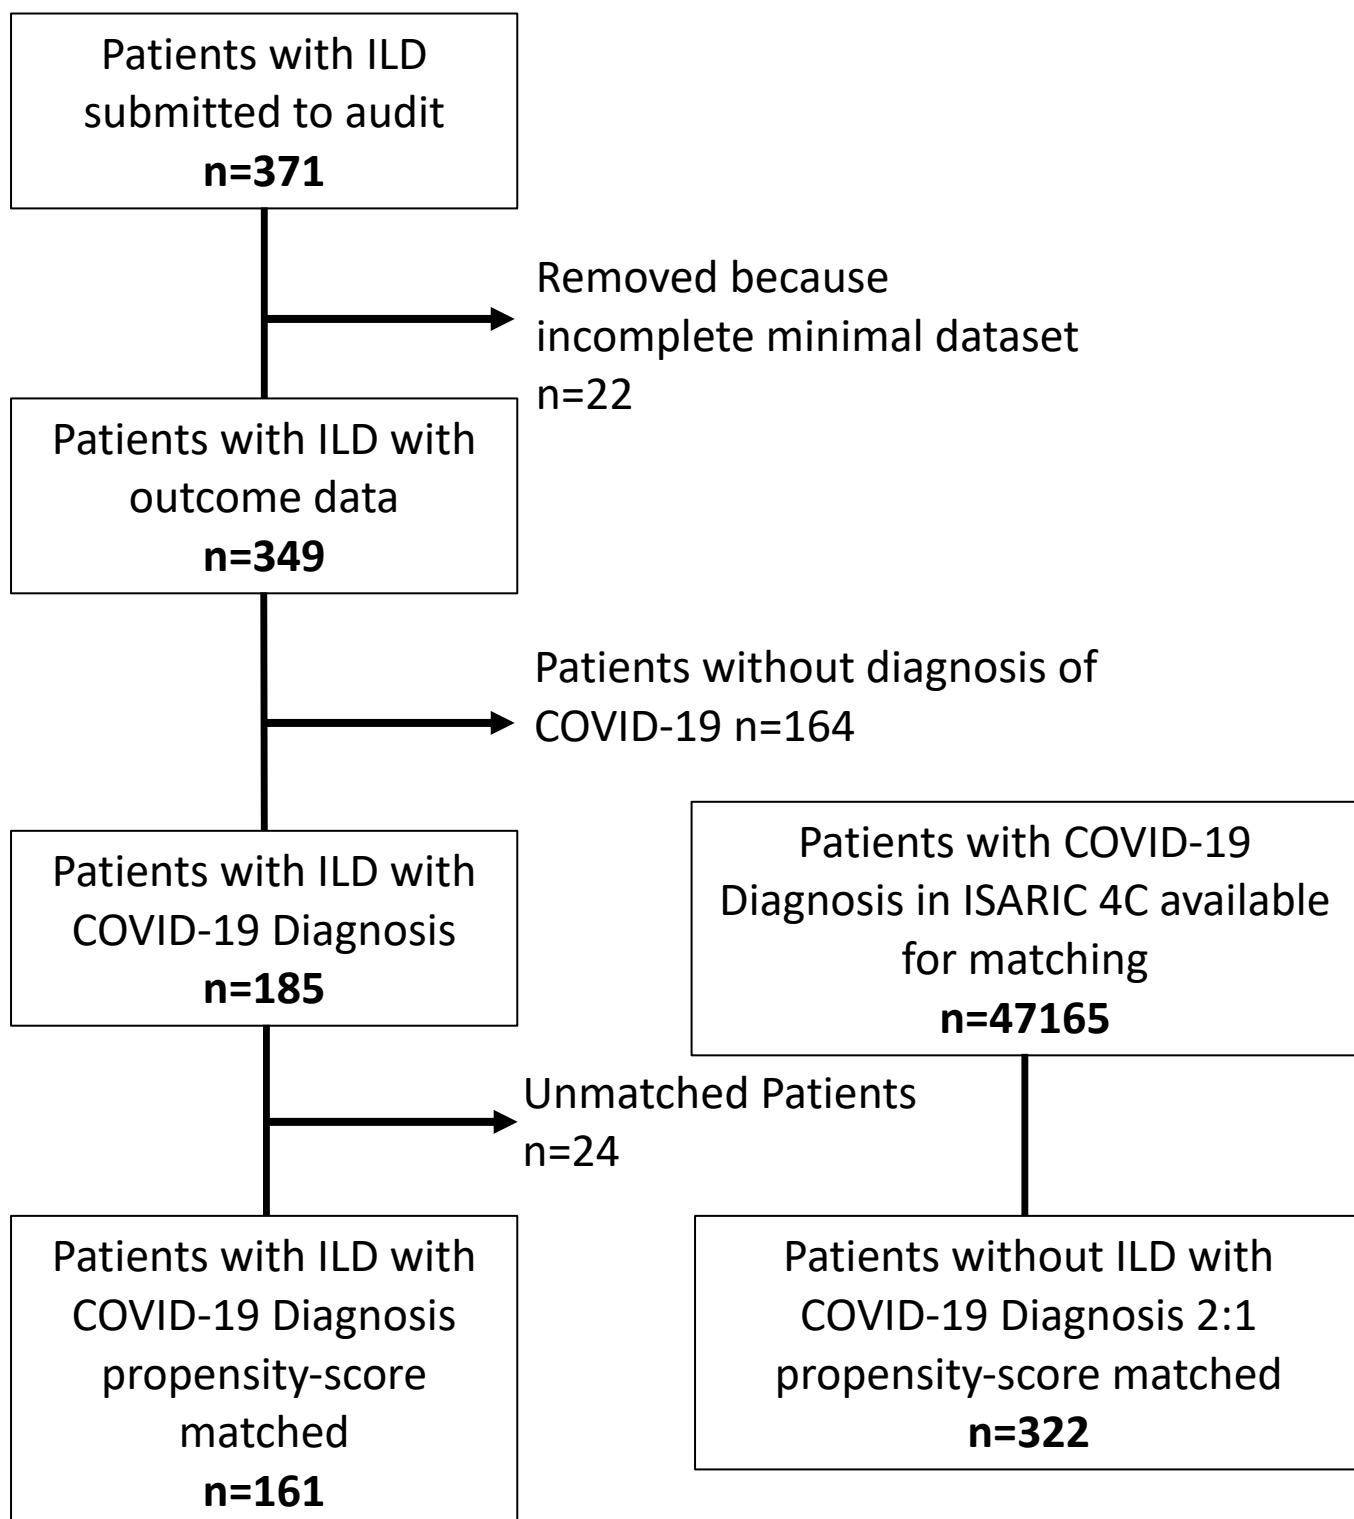 Patients with ILD
submitted to audit
n=371
Removed because
incomplete minimal dataset
n=22
Patients with ILD with
outcome data
n=349
Patients without diagnosis of
COVID-19 n=164
Patients with ILD with
COVID-19 Diagnosis
n=185
Patients with COVID-19
Diagnosis in ISARIC 4C available
for matching
n=47165
Unmatched Patients
n=24
Patients with ILD with
COVID-19 Diagnosis
propensity-score
matched
n=161
Patients without ILD with
COVID-19 Diagnosis 2:1
propensity-score matched
n=322